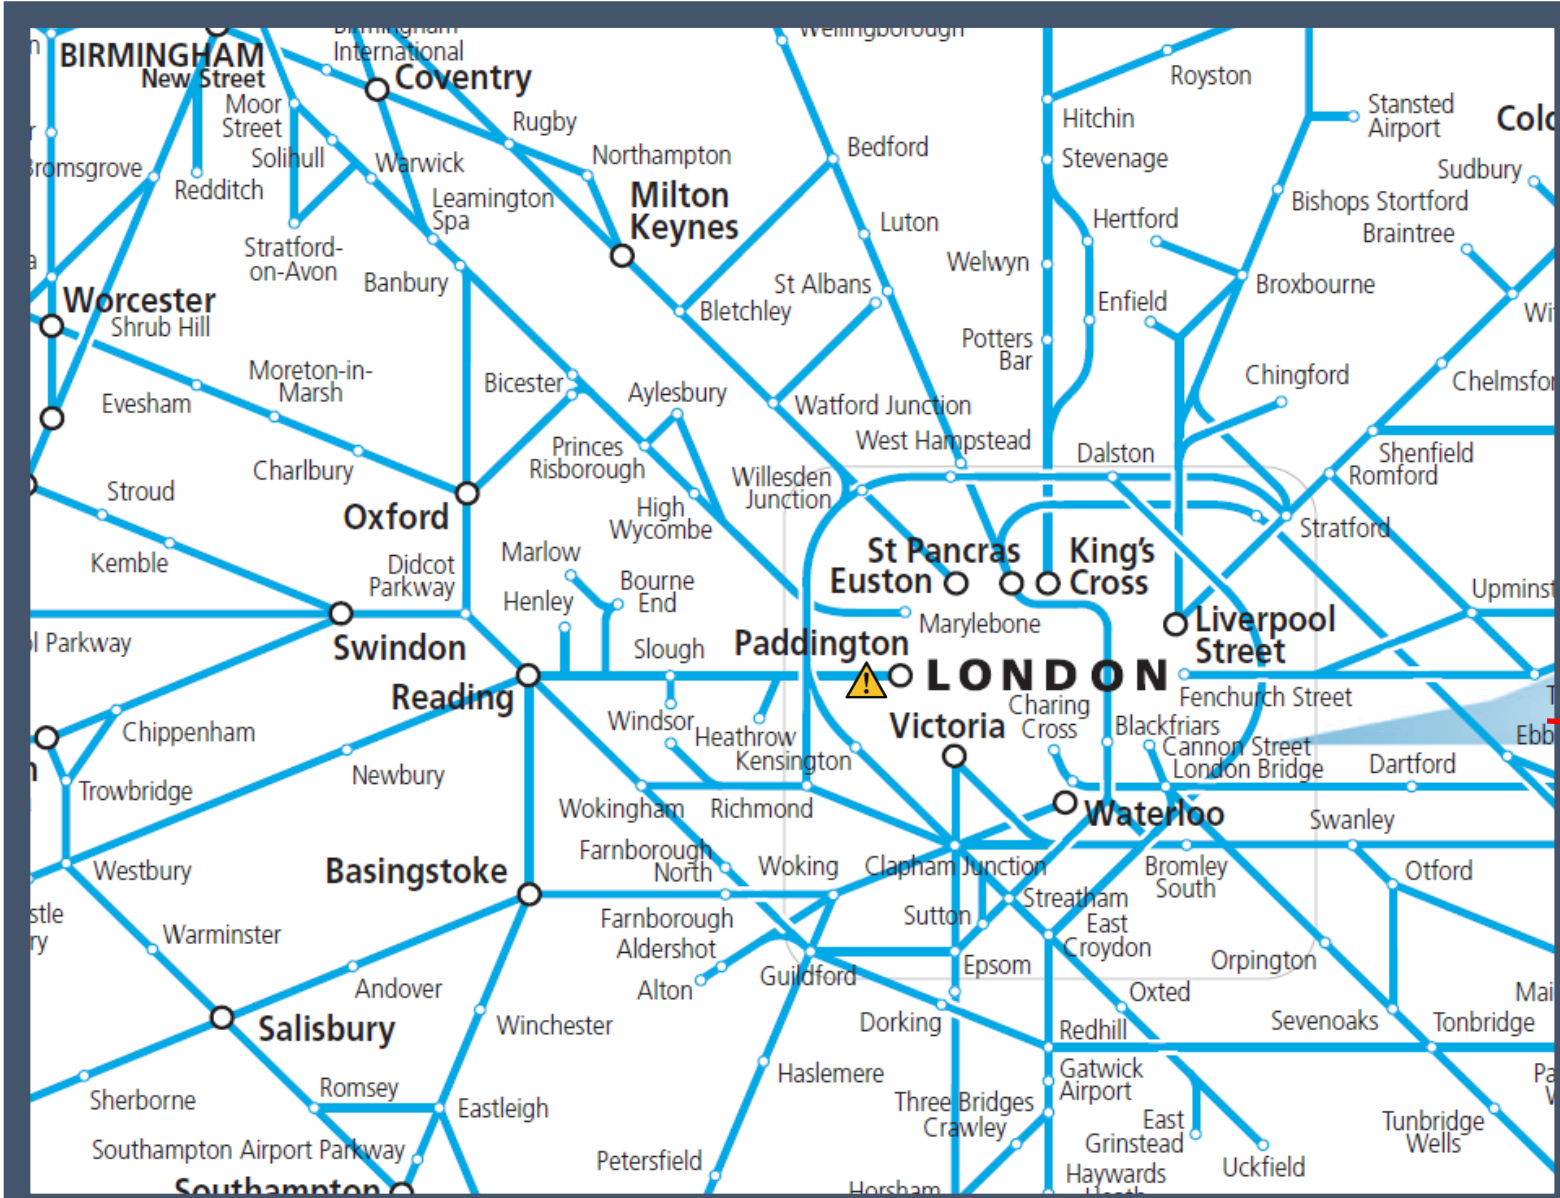 BIRMINGHAM
New Street
Birmingham
International
Coventry
Wellingborough
Royston
Moor
Street
Solihull
Rugby
Hitchin
Stansted
Airport
Bromsgrove
Redditch
Warwick
Northampton
Bedford
Stevenage
Sudbury
Leamington
Spa
Milton
Keynes
Luton
Hertford
Bishops Stortford
Braintree
Stratford-
on-Avon
Banbury
Welwyn
Worcester
Shrub Hill
Bletchley
St Albans
Enfield
Broxbourne
Potters
Bar
Moreton-in-
Marsh
Evesham
Bicester
Aylesbury
Watford Junction
Chingford
Charlbury
Princes
Risborough
West Hampstead
Dalston
Shenfield
Romford
Stroud
Oxford
High
Wycombe
Willesden
Junction
Stratford
Kemble
Didcot
Parkway
Marlow
Bourne
End
Henley
St Pancras
Euston
King's
Cross
Marylebone
Liverpool
Street
Parkway
Swindon
Slough
Paddington
LONDON
Reading
Fenchurch Street
Chippenham
Windsor
Heathrow
Kensington
Victoria
Charing
Cross
Blackfriars
Cannon Street
London Bridge
Dartford
Trowbridge
Newbury
Wokingham
Richmond
Waterloo
Swanley
Westbury
Basingstoke
Farnborough
North
Woking
Clapham Junction
Bromley
South
Otford
Warminster
Farnborough
Aldershot
Sutton
Streatham
East
Croydon
Orpington
Andover
Alton
Guildford
Epsom
Oxted
Salisbury
Winchester
Dorking
Redhill
Sevenoaks
Tonbridge
Haslemere
Gatwick
Airport
Sherborne
Romsey
Eastleigh
Three Bridges
Crawley
East
Grinstead
Tunbridge
Wells
Southampton Airport Parkway
Petersfield
Uckfield
Southampton
Horsham
Haywards
Heath